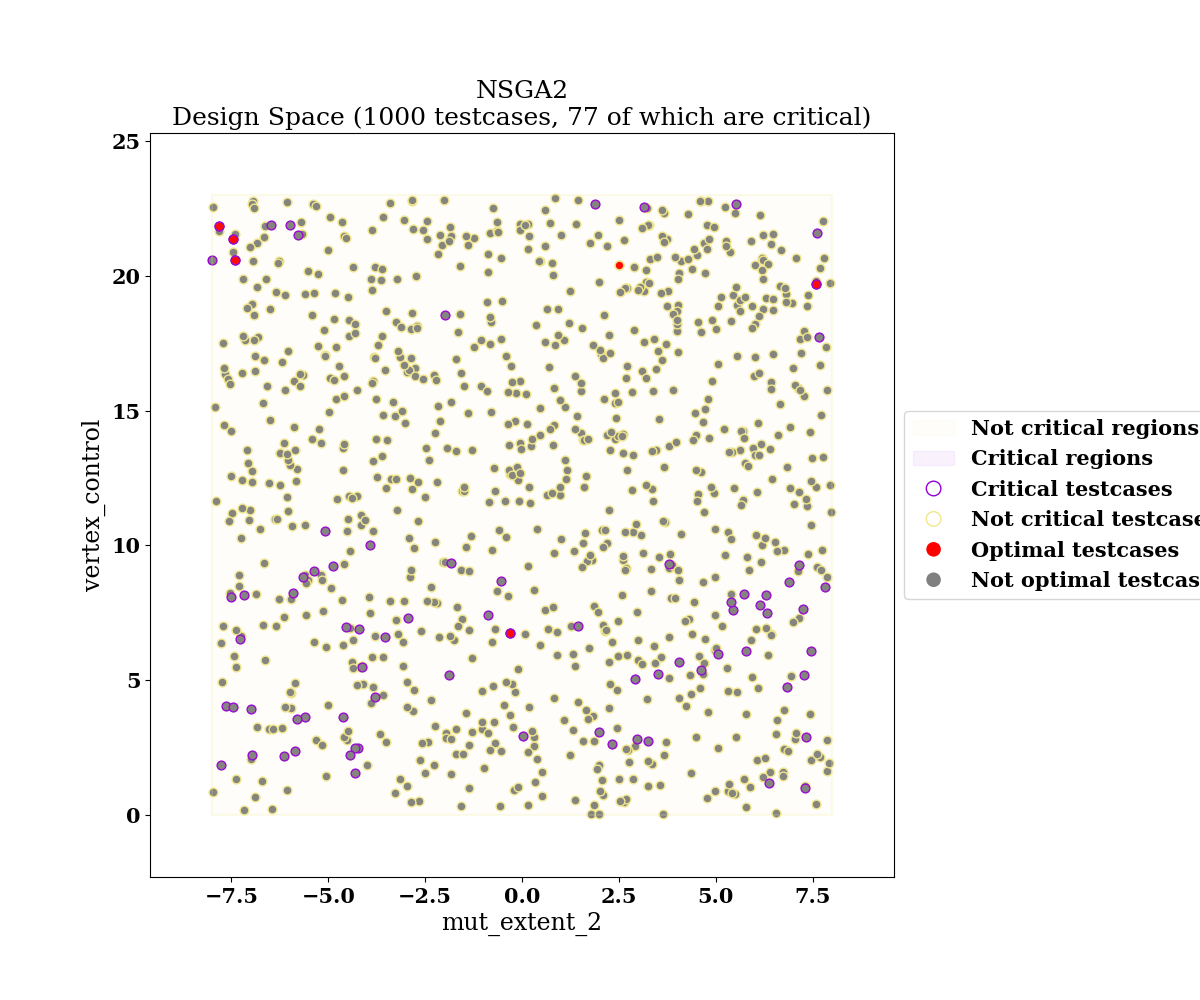 NSGA2
Design Space (1000 testcases, 77 of which are critical)
25
20
15
10
5
0
vertex_control
−7.5
−5.0
−2.5
0.0
2.5
5.0
7.5
mut_extent_2
Not critical regions
Critical regions
Critical testcases
Not critical testcase
Optimal testcases
Not optimal testcas